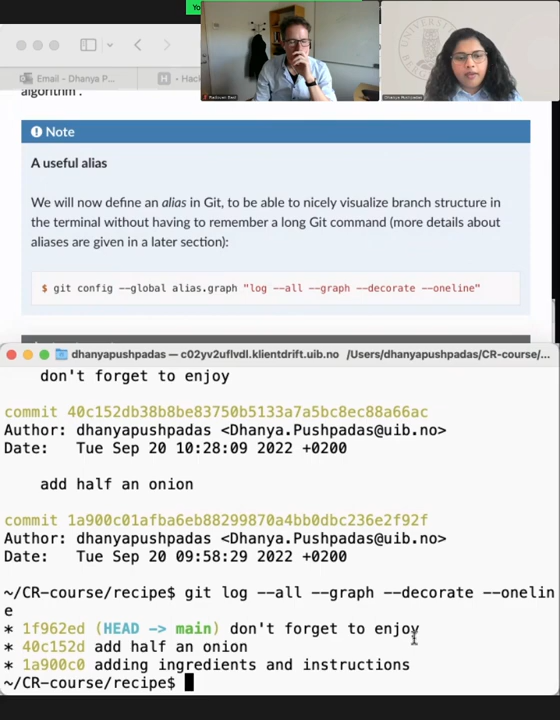 Yo
Email - Dhanya P...
Hack
Dhanya Pushpadas
algorithm".
Note
A useful alias
We will now define an alias in Git, to be able to nicely visualize branch structure in
the terminal without having to remember a long Git command (more details about
aliases are given in a later section):
$ git config --global alias.graph "log --all --graph --decorate --oneline"
dhanyapushpadas — c02yv2uflvdl.klientdrift.uib.no — /Users/dhanyapushpadas/CR-course/...
don't forget to enjoy
commit 40c152db38b8be83750b5133a7a5bc8ec88a66ac
Author: dhanyapushpadas <Dhanya.Pushpadas@uib.no>
Date: Tue Sep 20 10:28:09 2022 +0200
add half an onion
commit 1a900c01afba6eb88299870a4bb0dbc236e2f92f
Author: dhanyapushpadas <Dhanya.Pushpadas@uib.no>
Date: Tue Sep 20 09:58:29 2022 +0200
~/CR-course/recipe$ git log --all --graph --decorate --onelin
e
* 1f962ed (HEAD -> main) don't forget to enjoy
* 40c152d add half an onion
* 1a900c0 adding ingredients and instructions
~/CR-course/recipe$